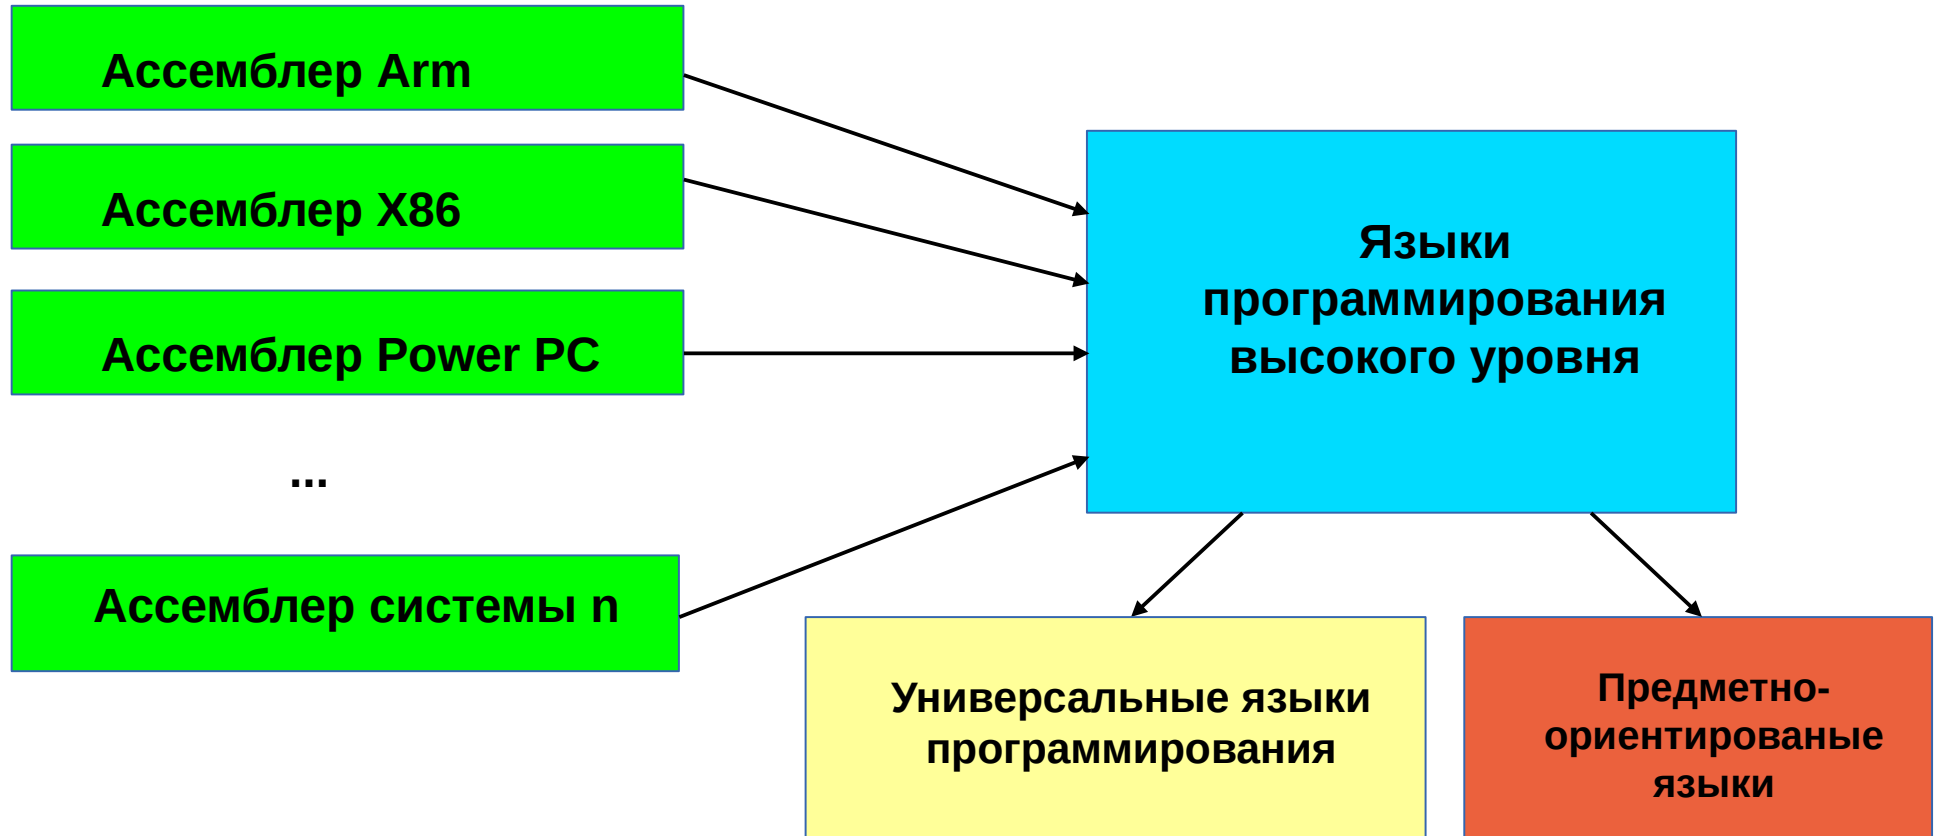 Ассемблер Arm
Ассемблер X86
Ассемблер Power PC
...
Ассемблер системы n
Языки
программирования
высокого уровня
Универсальные языки
программирования
Предметно-
ориентированые
языки